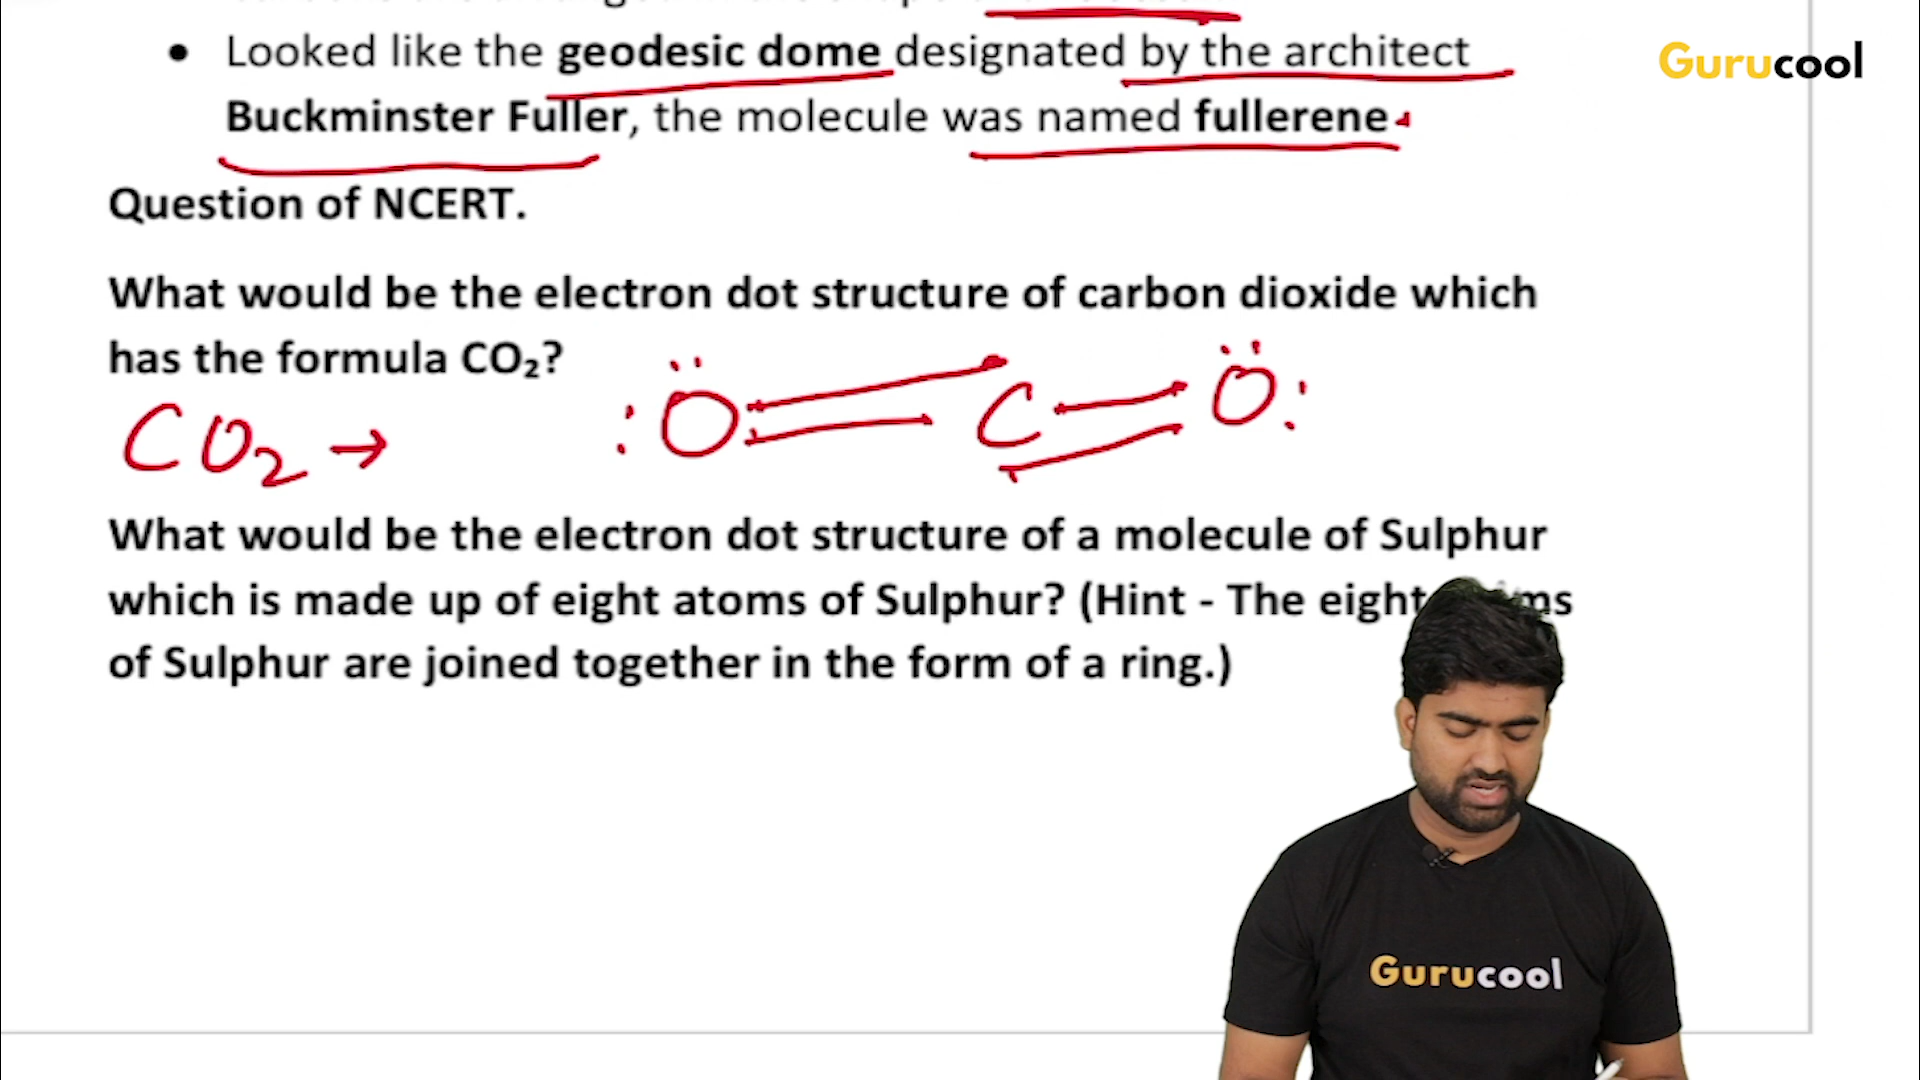 Looked like the geodesic dome designated by the architect
Gurucool
Buckminster Fuller, the molecule was named fullerene.
Question of NCERT.
What would be the electron dot structure of carbon dioxide which
has the formula CO₂?
CO2 → :Ö = C = Ö:
What would be the electron dot structure of a molecule of Sulphur
which is made up of eight atoms of Sulphur? (Hint - The eight
of Sulphur are joined together in the form of a ring.)
Gurucool